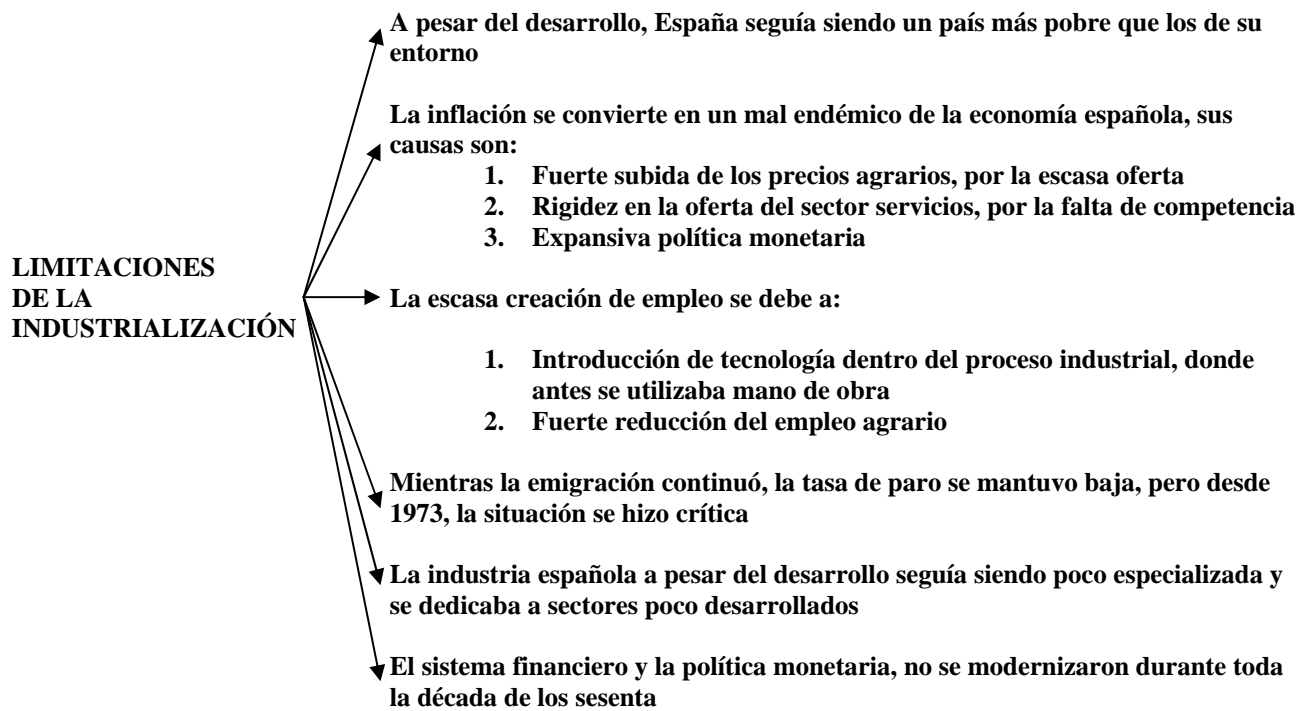 A pesar del desarrollo, España seguía siendo un país más pobre que los de su
entorno
La inflación se convierte en un mal endémico de la economía española, sus
causas son:
1. Fuerte subida de los precios agrarios, por la escasa oferta
2. Rigidez en la oferta del sector servicios, por la falta de competencia
3. Expansiva política monetaria
LIMITACIONES
DE LA
INDUSTRIALIZACIÓN
La escasa creación de empleo se debe a:
1. Introducción de tecnología dentro del proceso industrial, donde
antes se utilizaba mano de obra
2. Fuerte reducción del empleo agrario
Mientras la emigración continuó, la tasa de paro se mantuvo baja, pero desde
1973, la situación se hizo crítica
La industria española a pesar del desarrollo seguía siendo poco especializada y
se dedicaba a sectores poco desarrollados
El sistema financiero y la política monetaria, no se modernizaron durante toda
la década de los sesenta